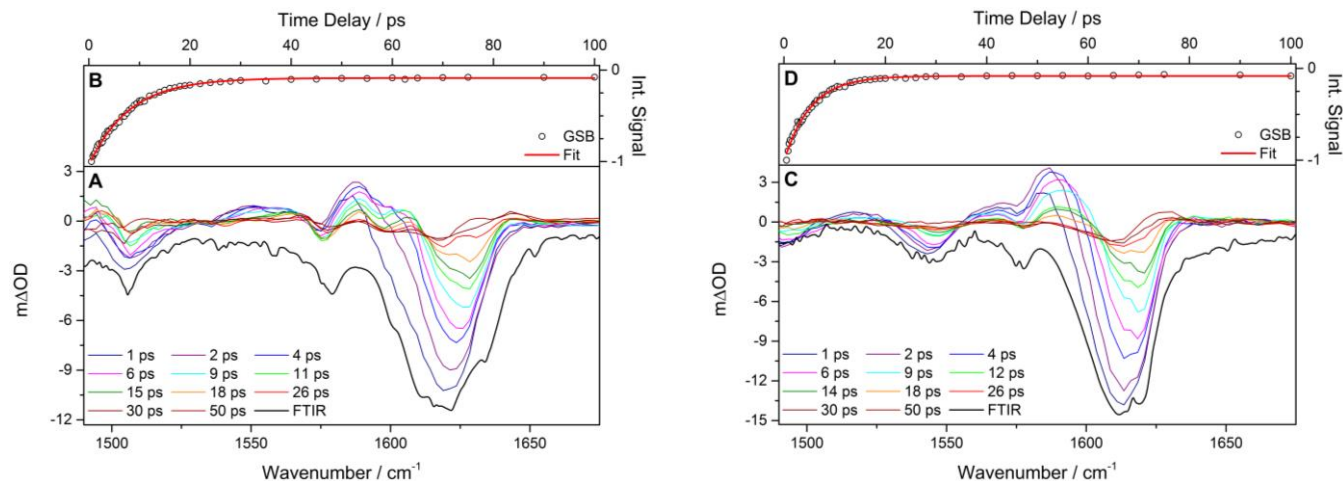 Time Delay / ps
0 20 40 60 80 100
B
0
-1
Int. Signal
GSB
Fit
A
3
0
-3
-6
-9
-12
mΔOD
1 ps 2 ps 4 ps
6 ps 9 ps 11 ps
15 ps 18 ps 26 ps
30 ps 50 ps FTIR
1500 1550 1600 1650
Wavenumber / cm-1
Time Delay / ps
0 20 40 60 80 100
D
0
-1
Int. Signal
GSB
Fit
C
3
0
-3
-6
-9
-12
-15
mΔOD
1 ps 2 ps 4 ps
6 ps 9 ps 12 ps
14 ps 18 ps 26 ps
30 ps 50 ps FTIR
1500 1550 1600 1650
Wavenumber / cm-1